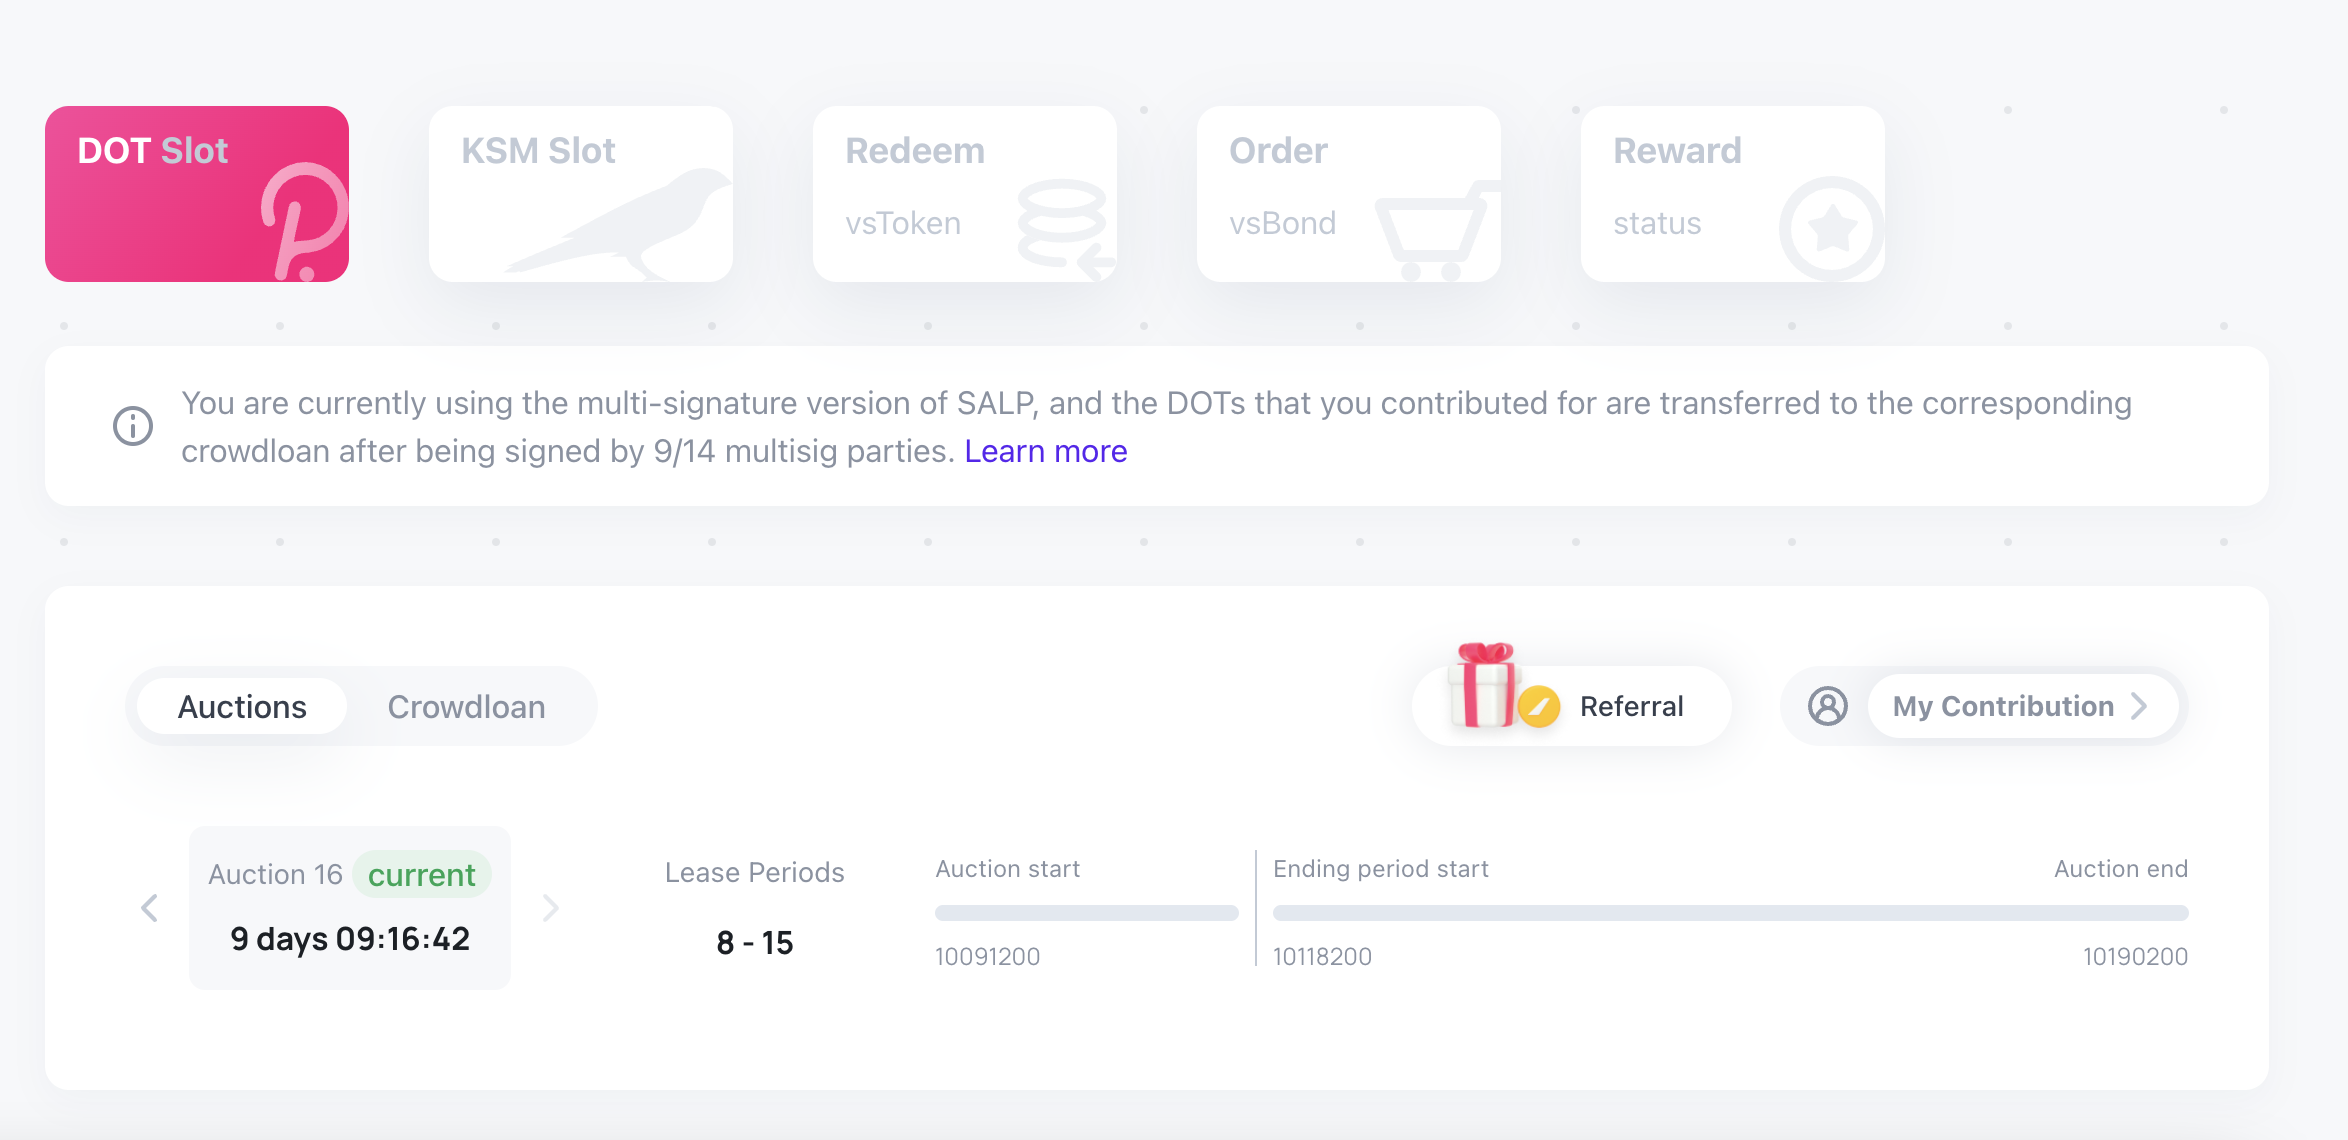 DOT Slot
KSM Slot
Redeem
vsToken
Order
vsBond
Reward
status
You are currently using the multi-signature version of SALP, and the DOTs that you contributed for are transferred to the corresponding
crowdloan after being signed by 9/14 multisig parties. Learn more
Auctions
Crowdloan
Referral
My Contribution
Auction 16 current
9 days 09:16:42
Lease Periods
8 - 15
Auction start
10091200
Ending period start
10118200
Auction end
10190200